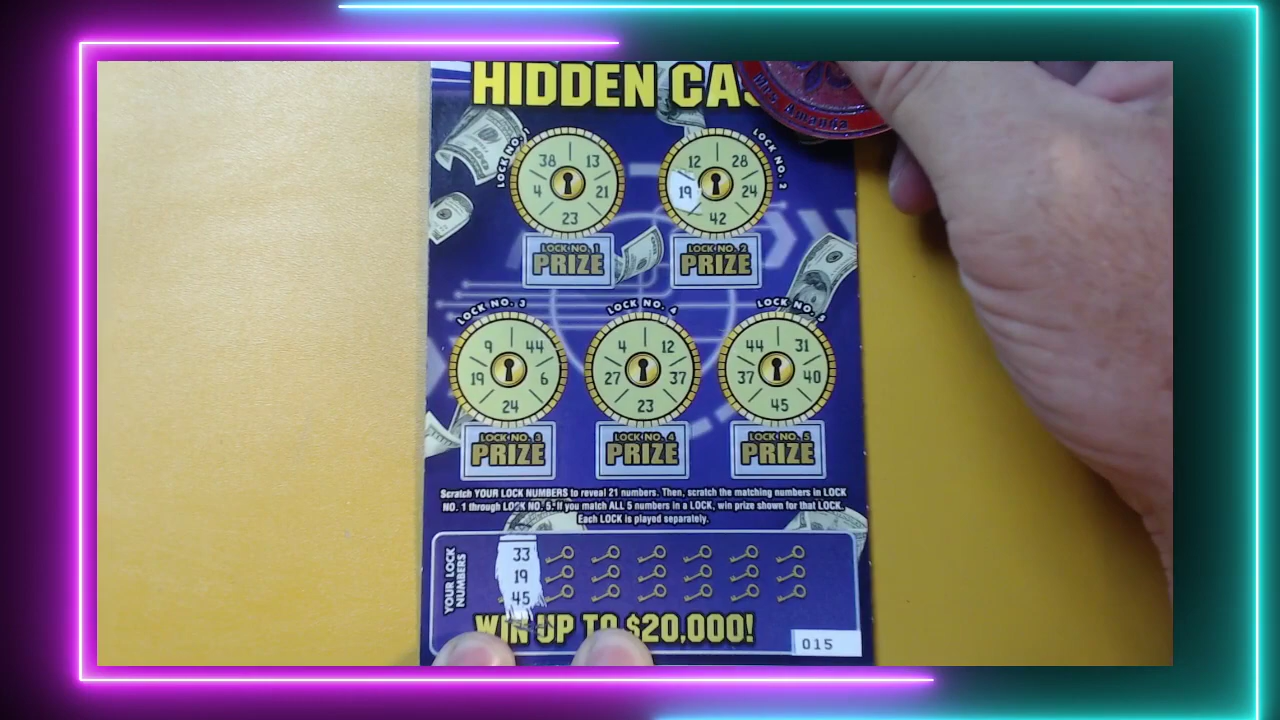 HIDDEN CAS
Mrs Amanda
LOCK NO. 1
38 13
4 21
23
LOCK NO. 1
PRIZE
LOCK NO. 2
12 28
19 24
42
LOCK NO. 2
PRIZE
LOCK NO. 3
9 44
19 6
24
LOCK NO. 3
PRIZE
LOCK NO. 4
4 12
27 37
23
LOCK NO. 4
PRIZE
LOCK NO. 5
44 31
37 40
45
LOCK NO. 5
PRIZE
Scratch YOUR LOCK NUMBERS to reveal 21 numbers. Then, scratch the matching numbers in LOCK
NO. 1 through LOCK NO. 5. If you match ALL 5 numbers in a LOCK, win prize shown for that LOCK.
Each LOCK is played separately.
YOUR LOCK
NUMBERS
33
19
45
WIN UP TO $20,000!
015